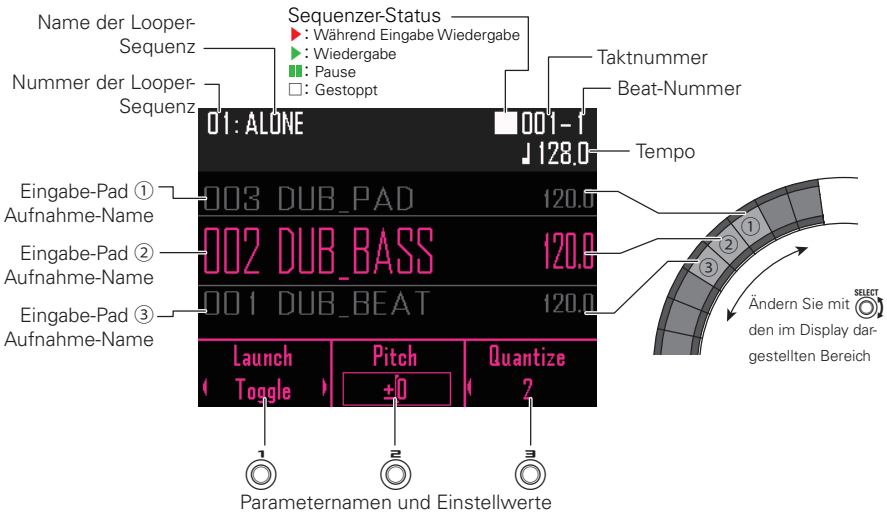 Name der Looper-
Sequenz
Nummer der Looper-
Sequenz
Sequenzer-Status
: Während Eingabe Wiedergabe
: Wiedergabe
: Pause
: Gestoppt
Taktnummer
Beat-Nummer
01: ALONE
001-1
♩128.0
Tempo
Eingabe-Pad ①
Aufnahme-Name
003 DUB_PAD 120.0
Eingabe-Pad ②
Aufnahme-Name
002 DUB_BASS 120.0
Eingabe-Pad ③
Aufnahme-Name
001 DUB_BEAT 120.0
①
②
③
SELECT
Ändern Sie mit
den im Display dar-
gestellten Bereich
Launch Pitch Quantize
Toggle ±0 2
1 2 3
Parameternamen und Einstellwerte